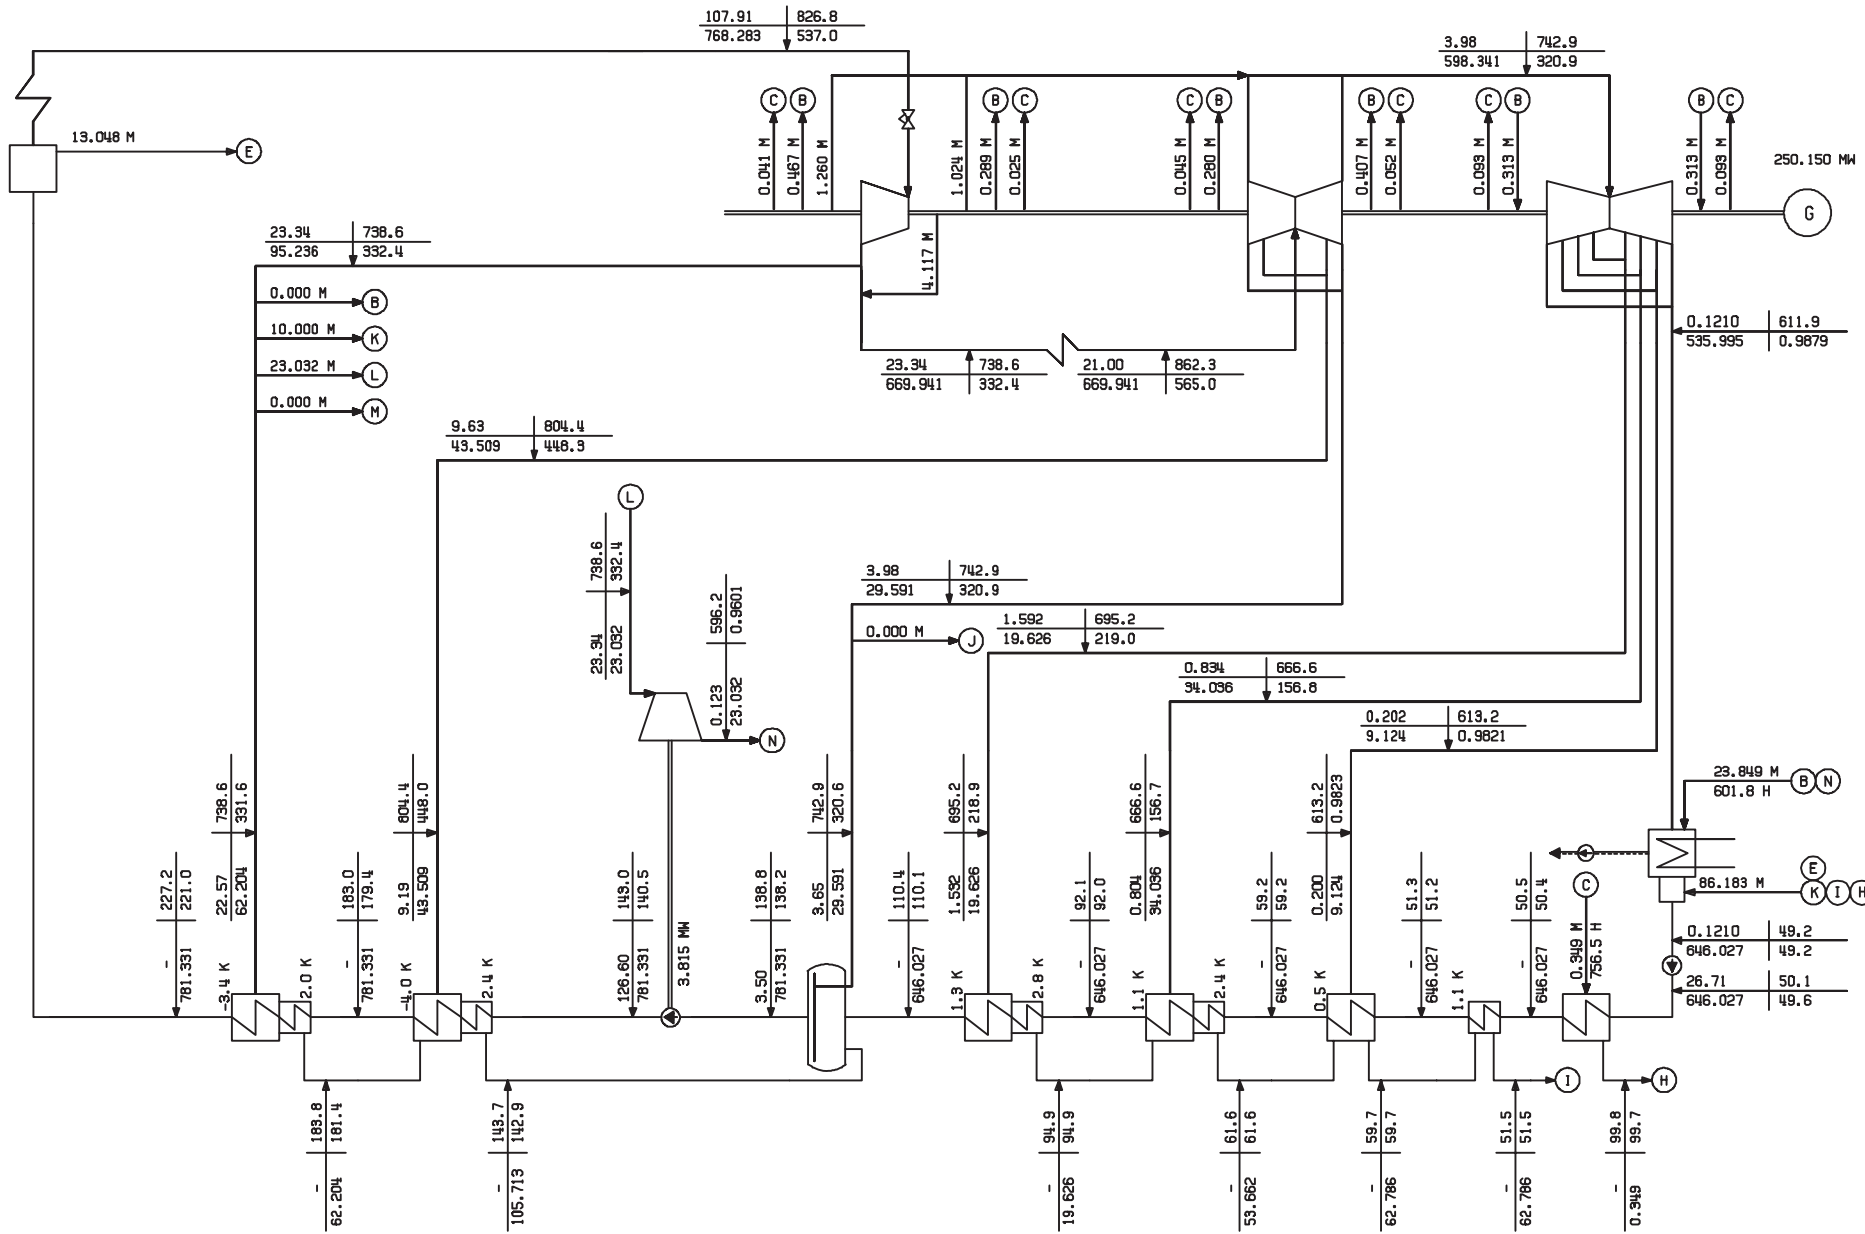 107.91 826.8
768.283 537.0
3.98 742.9
598.341 320.9
C B B C C B B C C B B C
13.048 M E
0.041 M
0.467 M
1.260 M
1.024 M
0.289 M
0.025 M
0.045 M
0.280 M
0.407 M
0.052 M
0.093 M
0.313 M
0.313 M
0.093 M
250.150 MW
G
23.34 738.6
95.236 332.4
4.117 M
0.000 M B
10.000 M K
23.032 M L
0.000 M M
0.1210 611.9
535.995 0.9879
23.34 738.6
669.941 332.4
21.00 862.3
669.941 565.0
9.63 804.4
43.509 448.3
L
23.34 738.6
23.032 332.4
3.98 742.9
29.591 320.9
0.123 596.2
23.032 0.9601
0.000 M J
1.592 695.2
19.626 219.0
0.834 666.6
34.036 156.8
0.202 613.2
9.124 0.9821
N
23.849 M B N
601.8 H
E
86.183 M K I H
C
0.349 M
756.5 H
0.1210 49.2
646.027 49.2
26.71 50.1
646.027 49.6
- 227.2
781.331 221.0
22.57 738.6
62.204 331.6
- 183.0
781.331 179.4
9.19 804.4
43.509 448.0
126.60 143.0
781.331 140.5
3.815 MW
3.50 138.8
781.331 138.2
3.65 742.9
29.591 320.6
- 110.4
646.027 110.1
1.532 695.2
19.626 218.9
- 92.1
646.027 92.0
0.804 666.6
34.036 156.7
- 59.2
646.027 59.2
0.200 613.2
9.124 0.9823
- 51.3
646.027 51.2
- 50.5
646.027 50.4
-3.4 K
2.0 K
-4.0 K
2.4 K
1.3 K
2.8 K
1.1 K
2.4 K
0.5 K
1.1 K
I
H
- 183.8
62.204 181.4
- 143.7
105.713 142.9
- 94.9
19.626 94.9
- 61.6
53.662 61.6
- 59.7
62.786 59.7
- 51.5
62.786 51.5
- 99.8
0.349 99.7